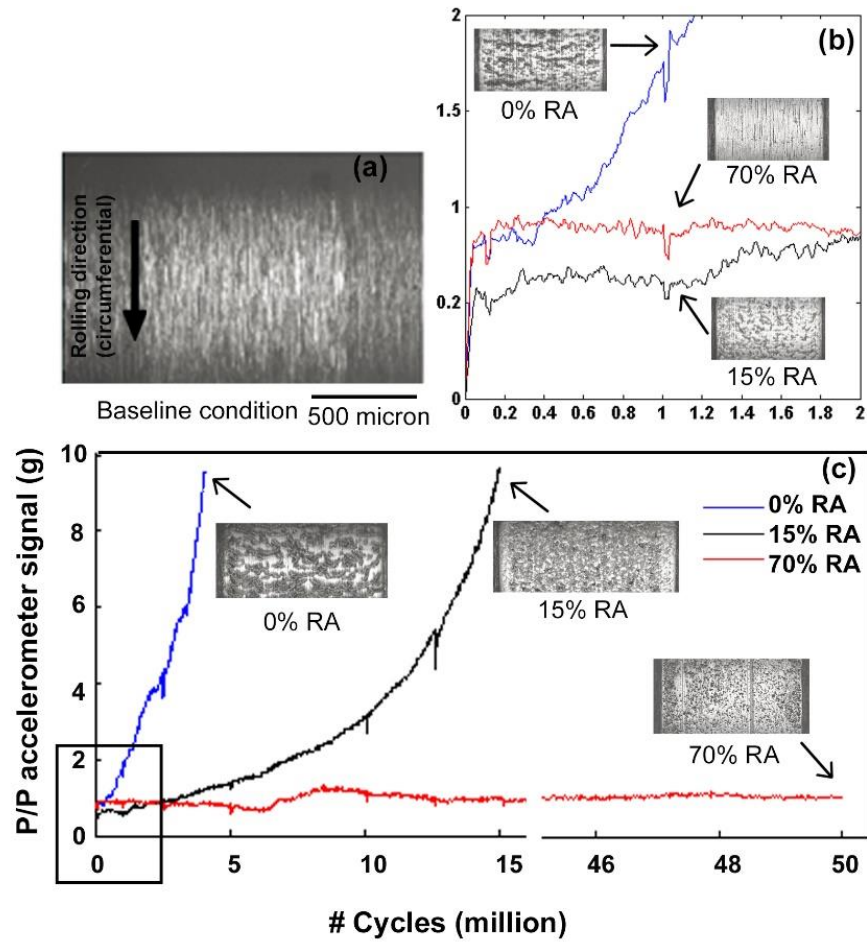 (a)
Rolling direction
(circumferential)
Baseline condition
500 micron
(b)
2
1.5
1
0.2
0
0% RA
70% RA
15% RA
0 0.2 0.4 0.6 0.8 1 1.2 1.4 1.6 1.8 2
(c)
P/P accelerometer signal (g)
10
8
6
4
2
0
0% RA
15% RA
70% RA
0% RA
15% RA
70% RA
0 5 10 15 46 48 50
# Cycles (million)